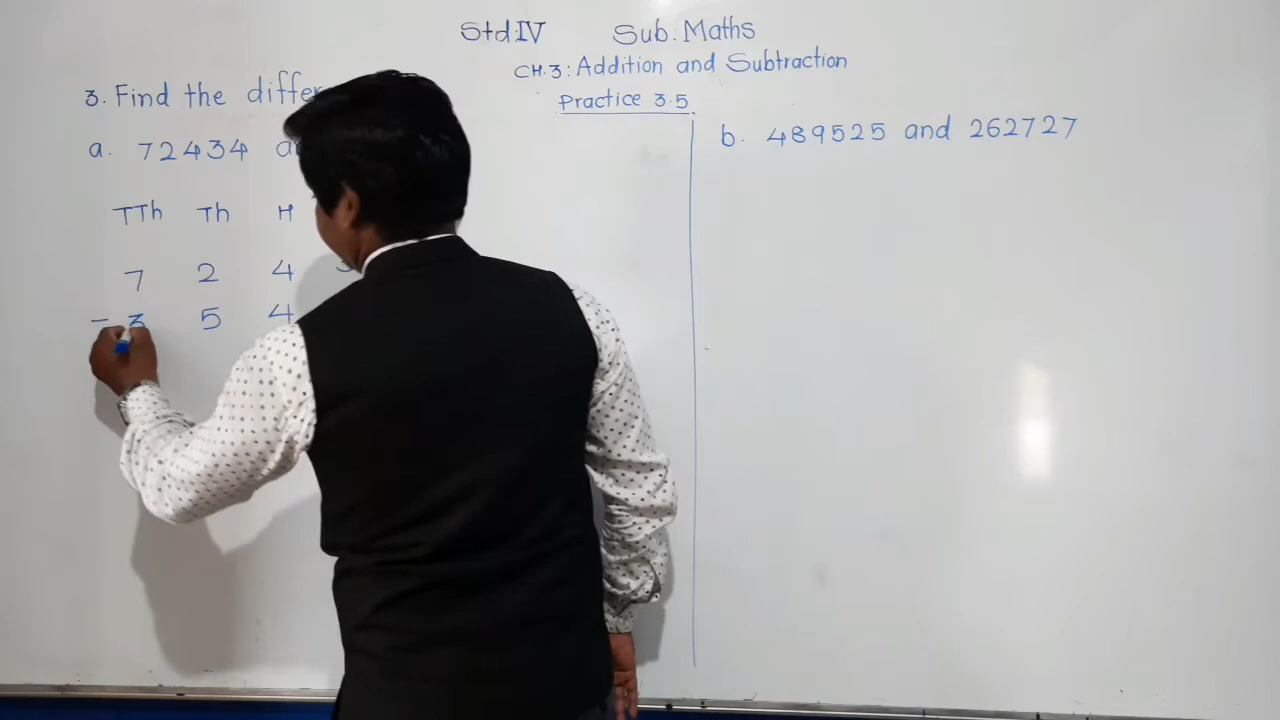 Std:IV Sub: Maths
CH.3: Addition and Subtraction
Practice 3.5
3. Find the
a. 72434
TTh Th H
7 2 4
- 3 5 4
b. 489525 and 262727